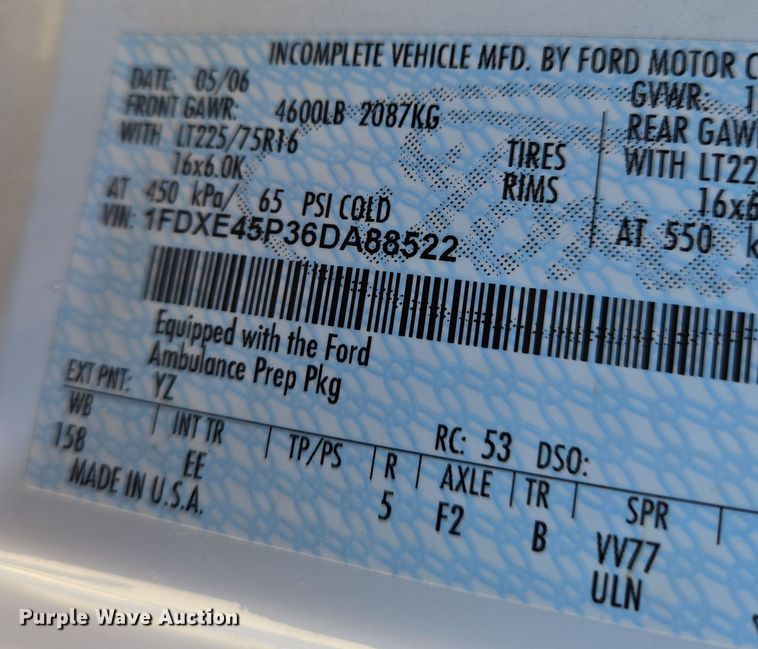 INCOMPLETE VEHICLE MFD. BY FORD MOTOR
DATE: 05/06
GVWR:
FRONT GAWR: 4600LB 2087KG
REAR
WITH LT225/75R16 TIRES
WITH
16x6.0K RIMS
AT 450 kPa/ 65 PSI COLD
AT 550
VIN: 1FDXE45P36DA88522
Equipped with the Ford
Ambulance Prep Pkg
EXT PNT: YZ RC: 53 DSO:
WB INT TR TP/PS R AXLE TR SPR
158 EE 5 F2 B VV77
ULN
MADE IN U.S.A.
Purple Wave Auction